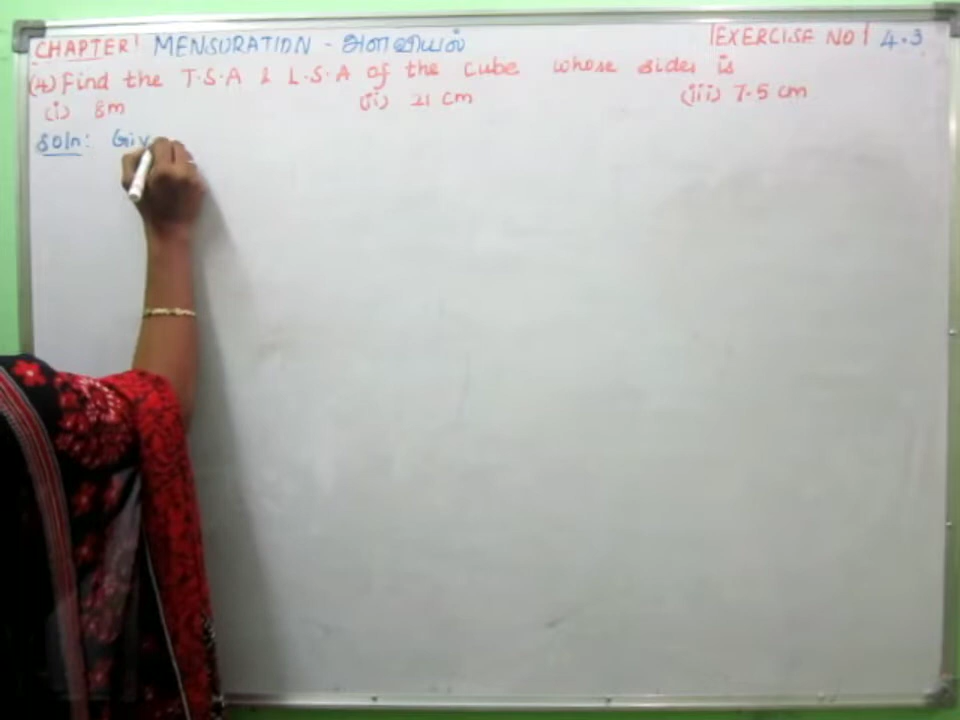 CHAPTER! MENSURATION - அளவியல் |EXERCISE NO| 4.3
(4) Find the T.S.A & L.S.A of the cube whose sides is
(i) 8m (ii) 21 cm (iii) 7.5 cm
Soln: Giv